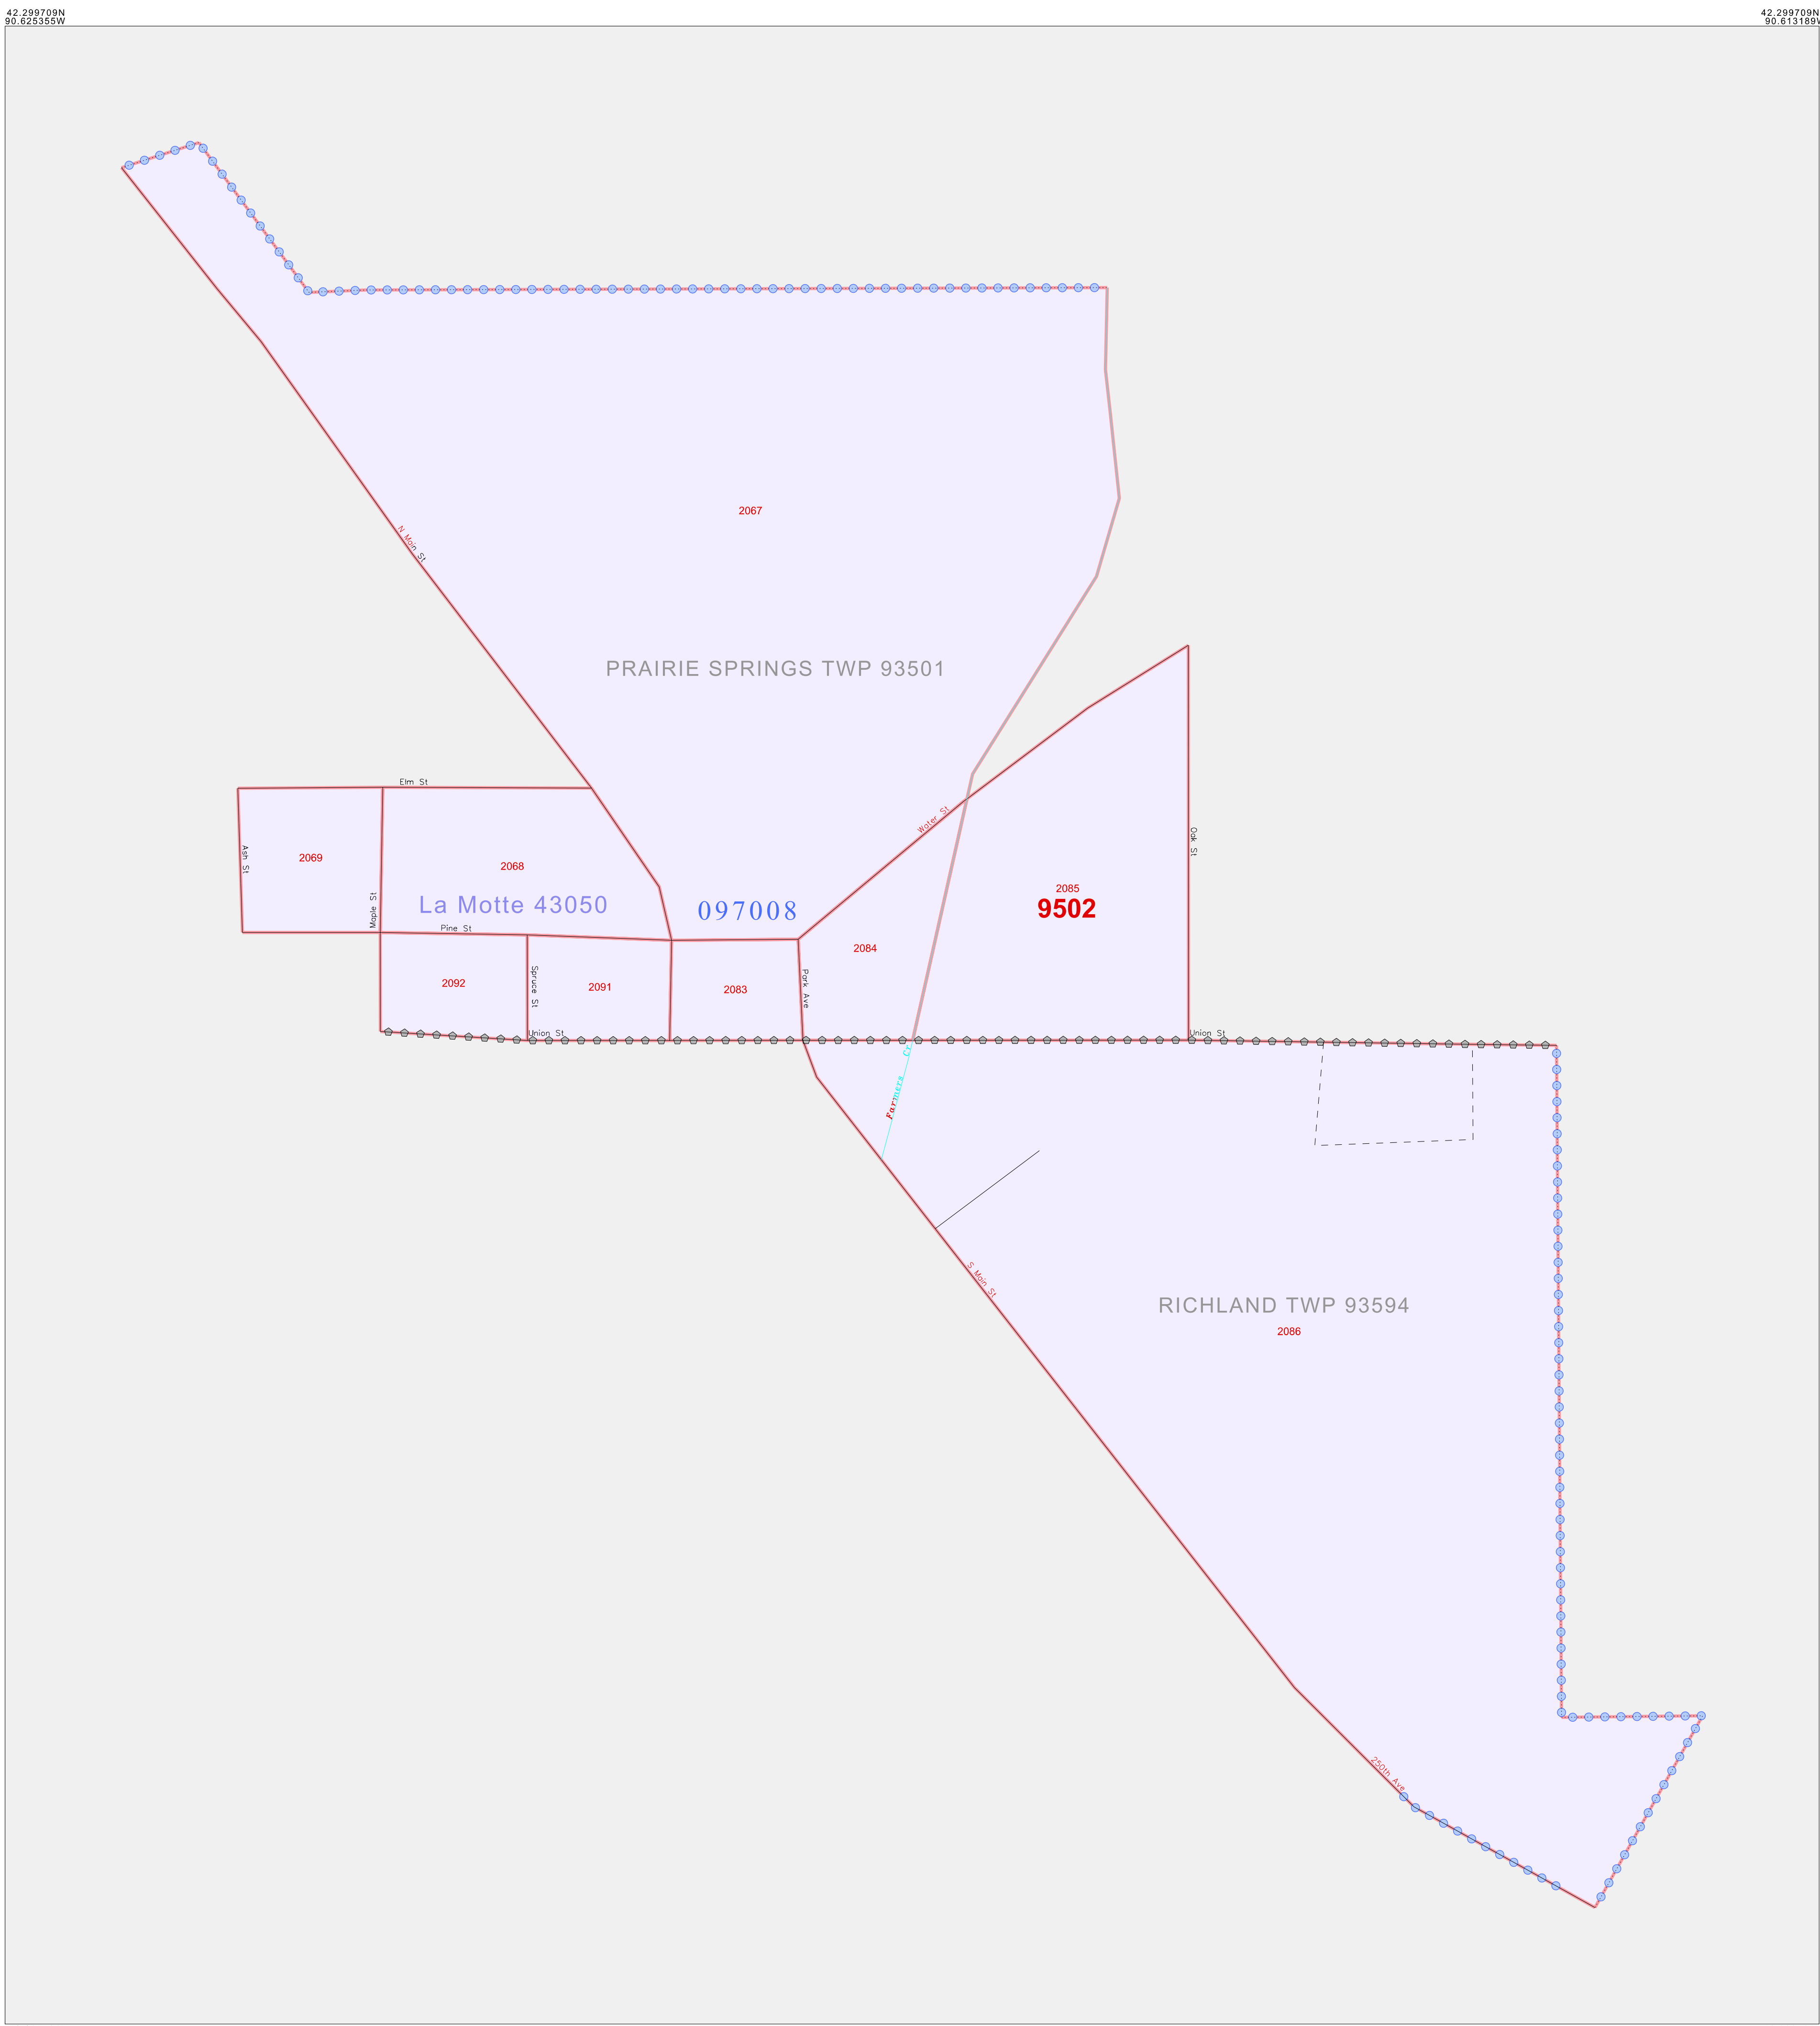 42.299709N
90.625355W
42.299709N
90.613189W
2067
N Main St
PRAIRIE SPRINGS TWP 93501
Elm St
Water St
Oak St
Ash St
2069
2068
2085
Maple St
La Motte 43050
097008
9502
Pine St
2084
Spruce St
Park Ave
2092
2091
2083
Union St
Union St
Cr
S Main St
RICHLAND TWP 93594
2086
250th Ave